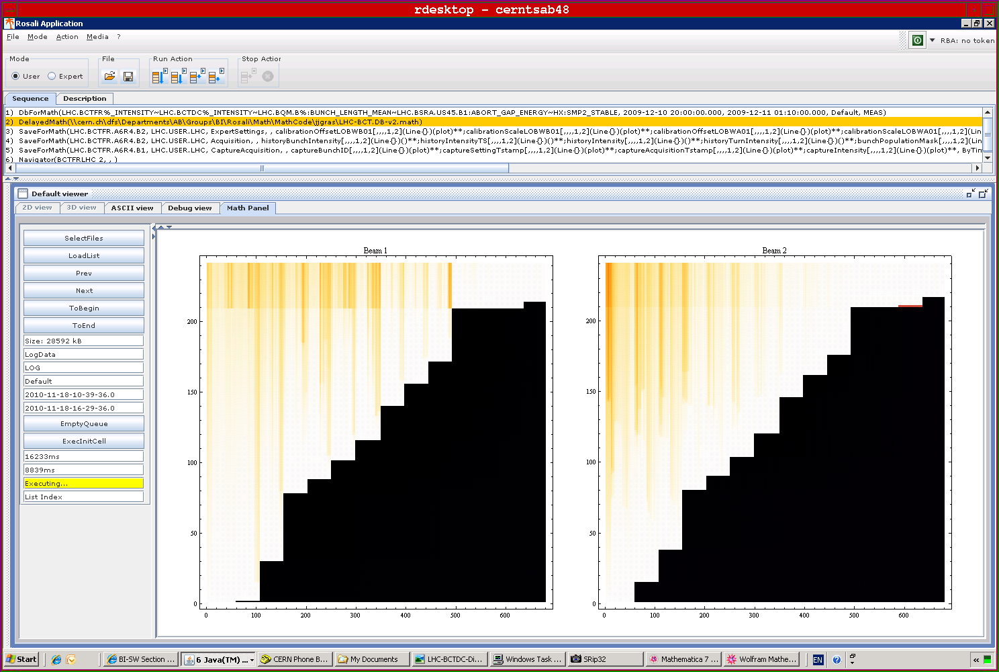 rdesktop - cerntsab48
Rosali Application
File Mode Action Media ?
RBA: no token
Mode File Run Action Stop Action
User Expert
Sequence Description
1) DbForMath(LHC.BCTFR%_INTENSITY~LHC.BCTDC%_INTENSITY~LHC.BQM.B%:BUNCH_LENGTH_MEAN~LHC.BSRA.US45.B1:ABORT_GAP_ENERGY~HX:SMP2_STABLE, 2009-12-10 20:00:00.000, 2009-12-11 01:10:00.000, Default, MEAS)
2) DelayedMath(\\cern.ch\dfs\Departments\AB\Groups\BI\Rosali\Math\MathCode\jjgras\LHC-BCT.DB-v2.math)
3) SaveForMath(LHC.BCTFR.A6R4.B2, LHC.USER.LHC, ExpertSettings, , calibrationOffsetLOBWB01[,,,,1,2](Line{})(plot)**;calibrationScaleLOBWB01[,,,,1,2](Line{})(plot)**;calibrationOffsetLOBWA01[,,,,1,2](Line{})(plot)**;calibrationScaleLOBWA01[,,,,1,2](Lin
4) SaveForMath(LHC.BCTFR.A6R4.B2, LHC.USER.LHC, Acquisition, , historyBunchIntensity[,,,,1,2](Line{})()**;historyIntensityTS[,,,,1,2](Line{})()**;historyIntensity[,,,,1,2](Line{})()**;historyTurnIntensity[,,,,1,2](Line{})()**;bunchPopulationMask[,,,,1,2](Line
5) SaveForMath(LHC.BCTFR.A6R4.B1, LHC.USER.LHC, CaptureAcquisition, , captureBunchID[,,,,1,2](Line{})(plot)**;captureSettingTstamp[,,,,1,2](Line{})(plot)**;captureAcquisitionTstamp[,,,,1,2](Line{})(plot)**;captureIntensity[,,,,1,2](Line{})(plot)**, ByTim
6) Navigator(BCTFRLHC 2, , )
Default viewer
2D view 3D view ASCII view Debug view Math Panel
SelectFiles
LoadList
Prev
Next
ToBegin
ToEnd
Size: 28592 kB
LogData
LOG
Default
2010-11-18-10-39-36.0
2010-11-18-16-29-36.0
EmptyQueue
ExecInitCell
16233ms
8839ms
Executing...
List Index
Beam 1
200
150
100
50
0
0 100 200 300 400 500 600
Beam 2
200
150
100
50
0
0 100 200 300 400 500 600
Start BI-SW Section ... 6 Java(TM) ... CERN Phone B... My Documents LHC-BCTDC-Di... Windows Task ... SRip32 Mathematica 7 ... Wolfram Mathe... EN ? «